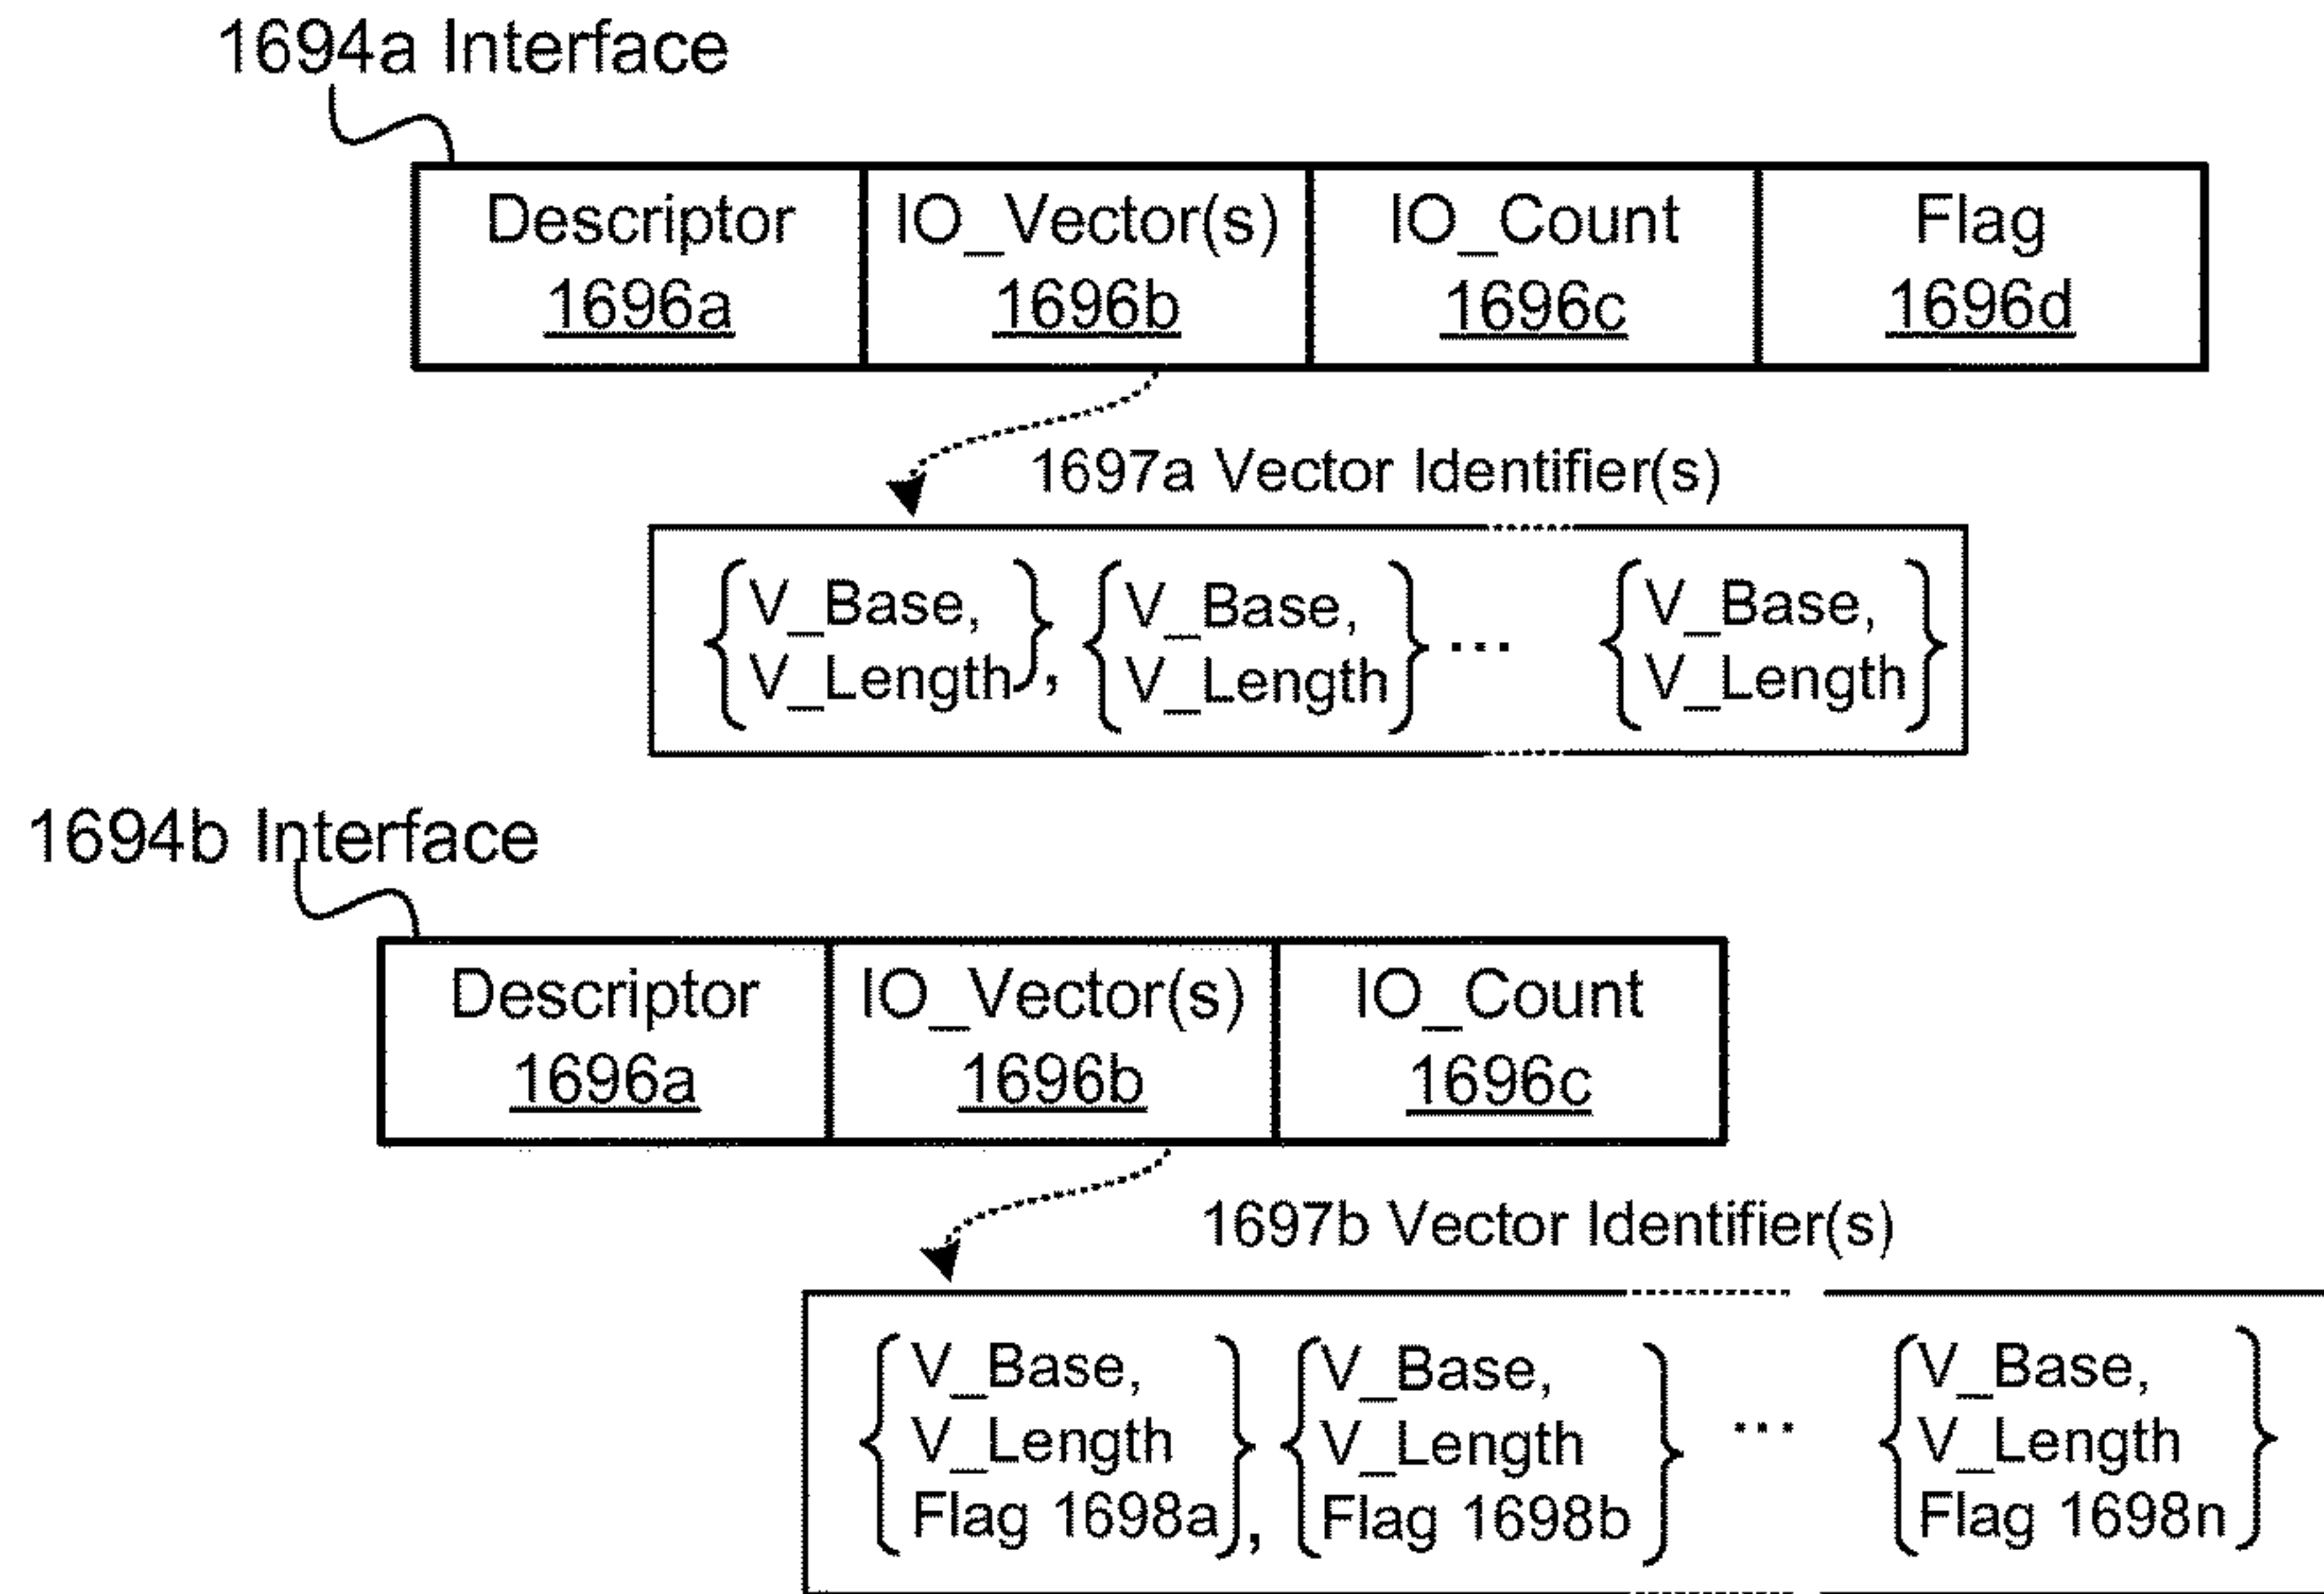 1694a Interface
Descriptor IO_Vector(s) IO_Count Flag
1696a 1696b 1696c 1696d
1697a Vector Identifier(s)
{V_Base, }, {V_Base, } ... {V_Base, }
{V_Length}, {V_Length} ... {V_Length}
1694b Interface
Descriptor IO_Vector(s) IO_Count
1696a 1696b 1696c
1697b Vector Identifier(s)
V_Base, V_Base, V_Base,
{V_Length }, {V_Length } ... {V_Length }
Flag 1698a, Flag 1698b Flag 1698n